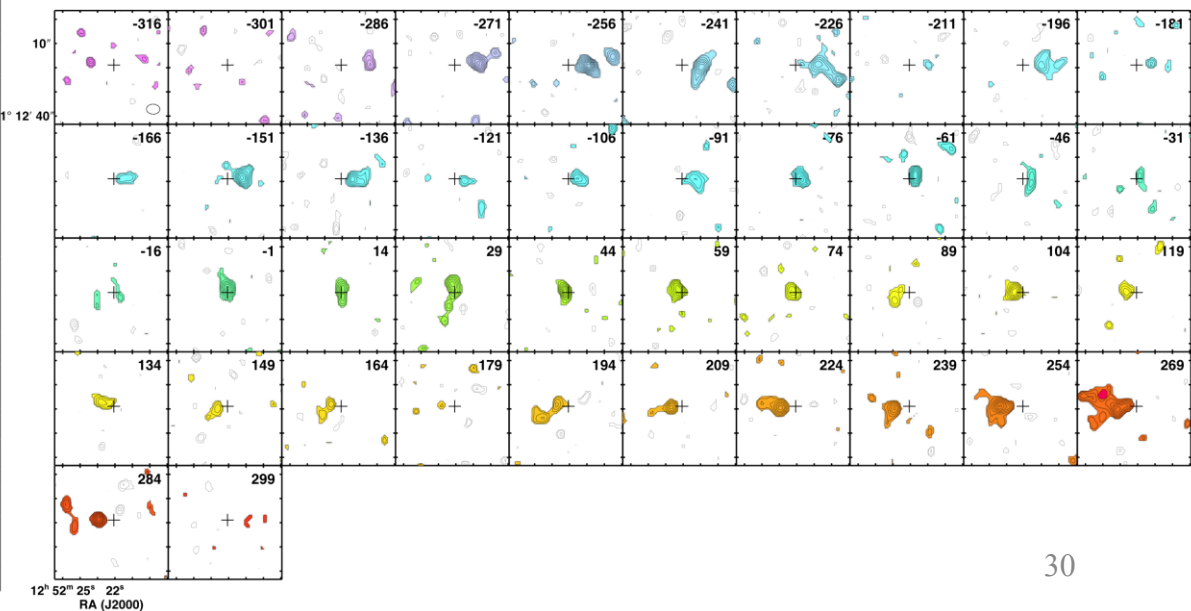 -316 -301 -286 -271 -256 -241 -226 -211 -196 -181
10"
1° 12' 40"
-166 -151 -136 -121 -106 -91 -76 -61 -46 -31
-16 -1 14 29 44 59 74 89 104 119
134 149 164 179 194 209 224 239 254 269
284 299
30
12h 52m 25s 22s
RA (J2000)